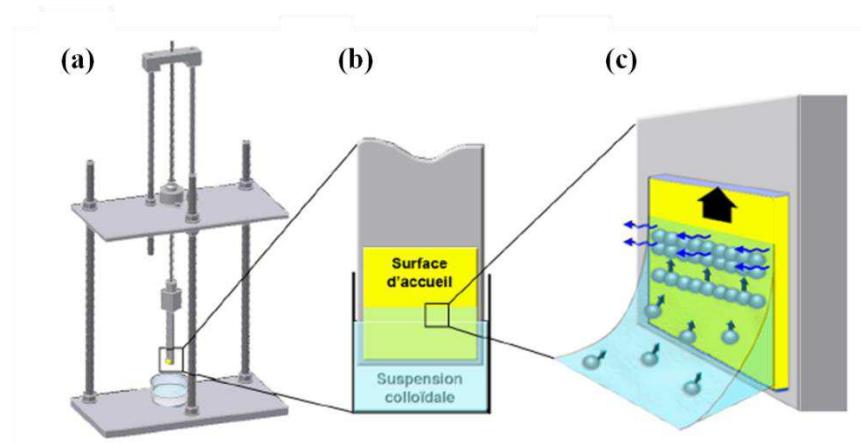 (a)
(b)
(c)
Surface
d'accueil
Suspension
colloïdale